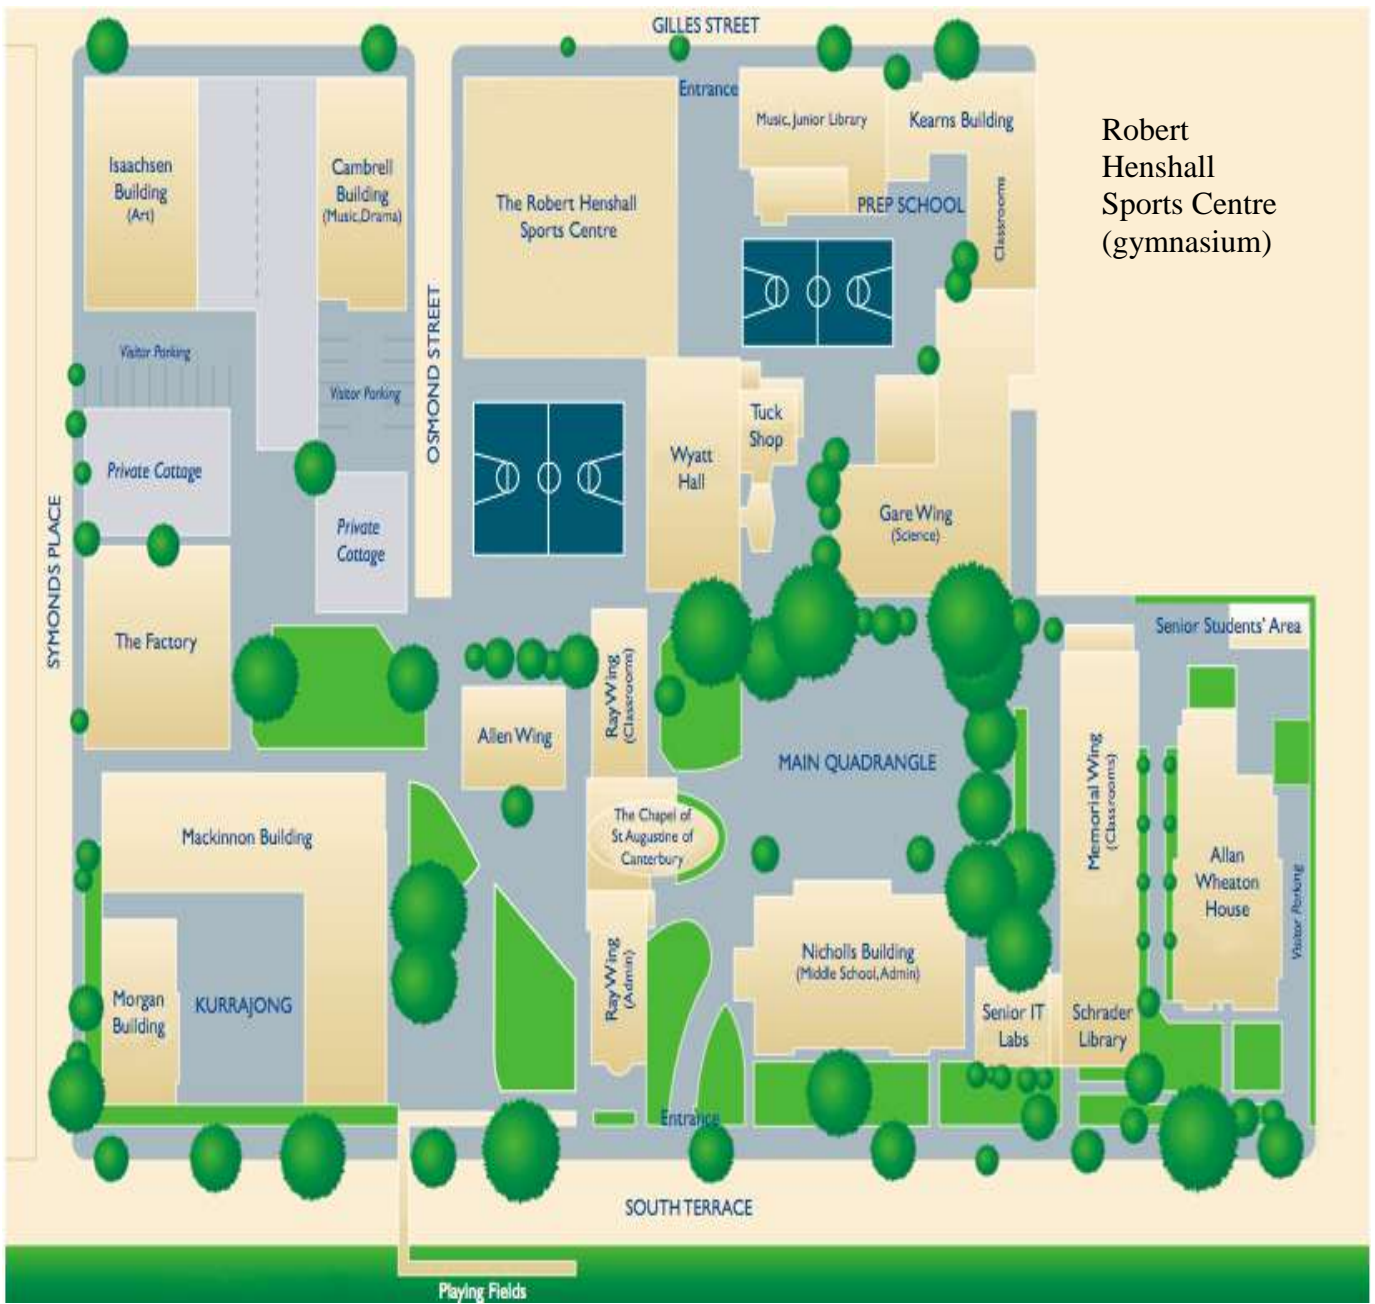 GILLES STREET
Entrance
Music, Junior Library
Kearns Building
Robert
Henshall
Sports Centre
(gymnasium)
Isaachsen
Building
(Art)
Cambrell
Building
(Music, Drama)
The Robert Henshall
Sports Centre
PREP SCHOOL
Classrooms
OSMOND STREET
Visitor Parking
Visitor Parking
Private Cottage
Private
Cottage
Wyatt
Hall
Tuck
Shop
Gare Wing
(Science)
SYMONDS PLACE
The Factory
Senior Students' Area
Allen Wing
Ray Wing
(Classrooms)
MAIN QUADRANGLE
Memorial Wing
(Classrooms)
Mackinnon Building
The Chapel of
St Augustine of
Canterbury
Allan
Wheaton
House
Visitor Parking
Nicholls Building
(Middle School, Admin)
Ray Wing
(Admin)
Morgan
Building
KURRAJONG
Senior IT
Labs
Schrader
Library
Entrance
SOUTH TERRACE
Playing Fields